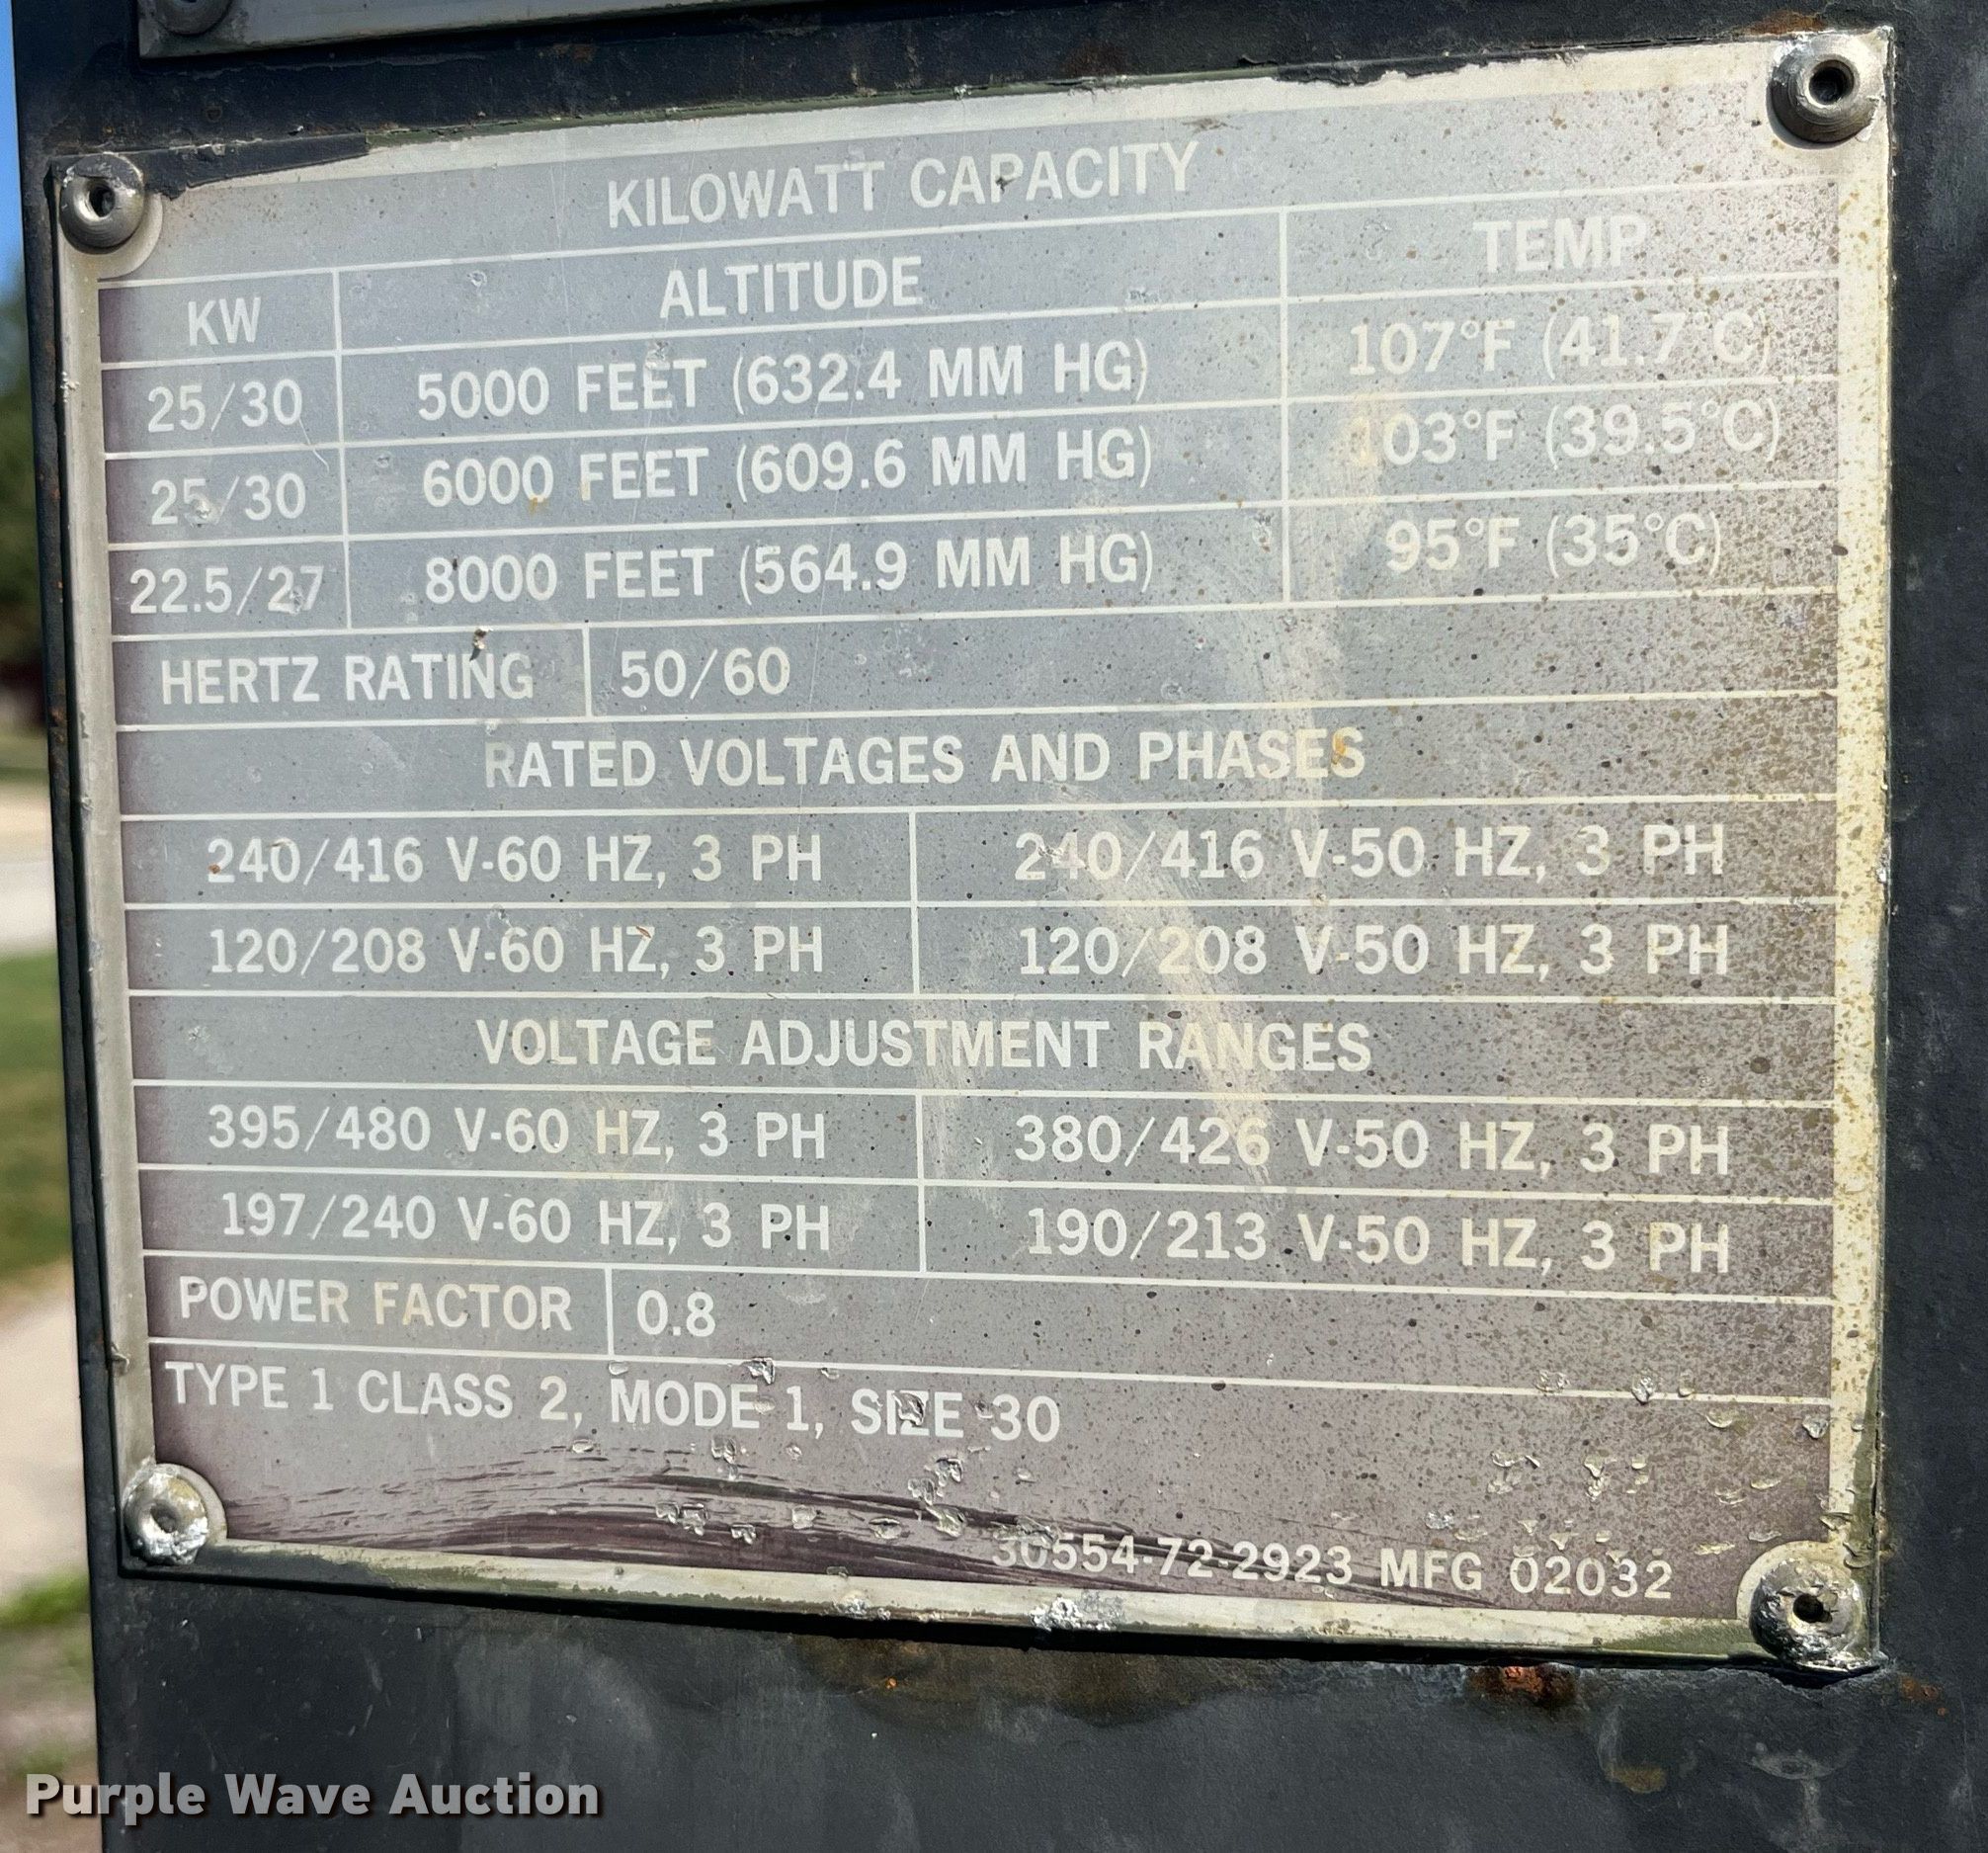 KILOWATT CAPACITY
KW ALTITUDE TEMP
25/30 5000 FEET (632.4 MM HG) 107°F (41.7°C)
25/30 6000 FEET (609.6 MM HG) 103°F (39.5°C)
22.5/27 8000 FEET (564.9 MM HG) 95°F (35°C)
HERTZ RATING 50/60
RATED VOLTAGES AND PHASES
240/416 V-60 HZ, 3 PH 240/416 V-50 HZ, 3 PH
120/208 V-60 HZ, 3 PH 120/208 V-50 HZ, 3 PH
VOLTAGE ADJUSTMENT RANGES
395/480 V-60 HZ, 3 PH 380/426 V-50 HZ, 3 PH
197/240 V-60 HZ, 3 PH 190/213 V-50 HZ, 3 PH
POWER FACTOR 0.8
TYPE 1 CLASS 2, MODE 1, SIZE 30
30554-72-2923 MFG 02032
Purple Wave Auction